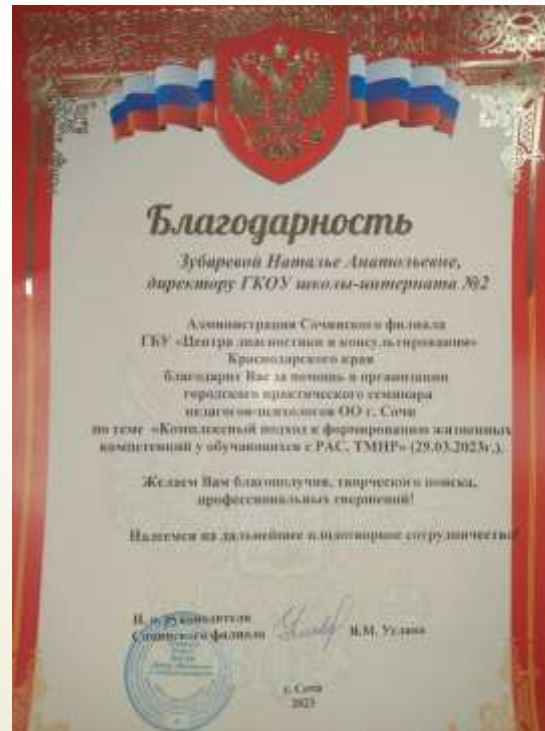 Благодарность
Зубаревой Наталье Анатольевне,
директору ГКОУ школы-интерната №2
Администрация Сочинского филиала
ГБУ «Центра диагностики и консультирования»
Краснодарского края
благодарит Вас за помощь в организации
городского практического семинара
педагогов-психологов ОО г. Сочи
по теме «Комплексный подход к формированию жизненных
компетенций у обучающихся с РАС, ТМНР» (29.03.2023г.).
Желаем Вам благополучия, творческого поиска,
профессиональных свершений!
Надеемся на дальнейшее плодотворное сотрудничество!
И. о. руководителя
Сочинского филиала
г. Сочи
2023